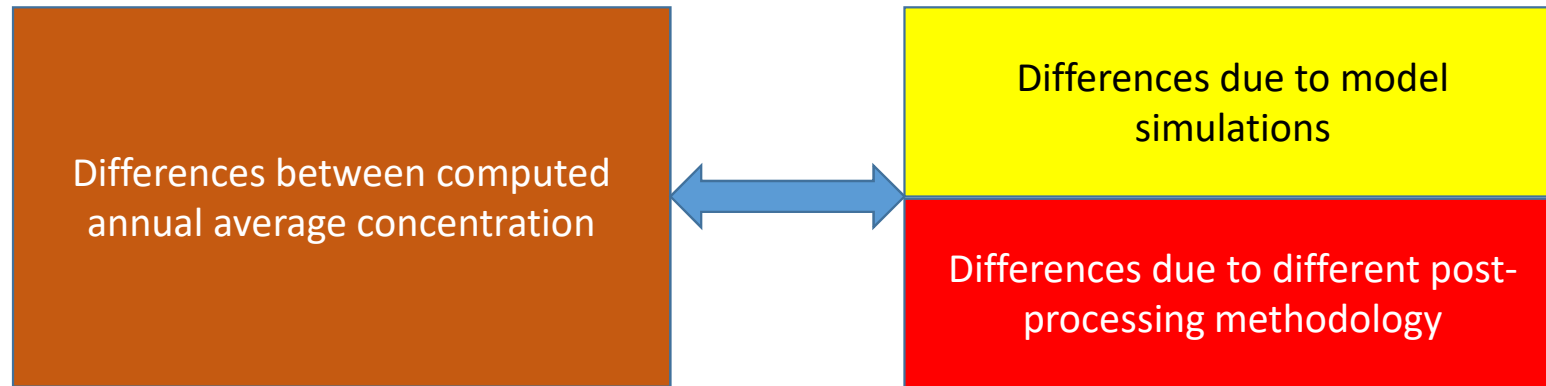 Differences between computed
annual average concentration
Differences due to model
simulations
Differences due to different post-
processing methodology